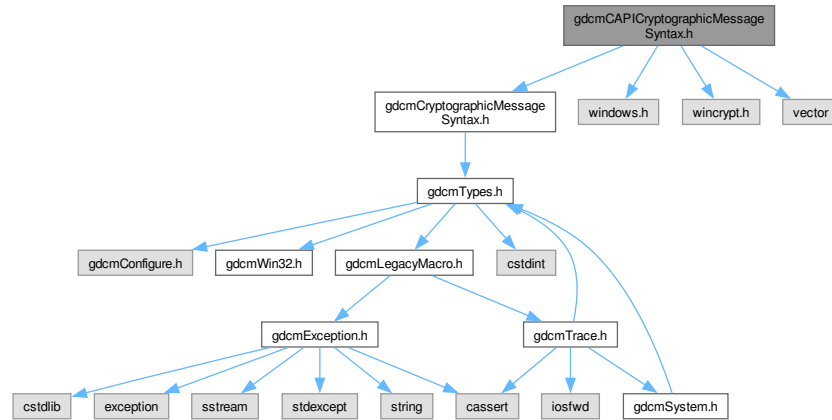 gdcmCAPICryptographicMessage
Syntax.h
gdcmCryptographicMessage
Syntax.h
windows.h
wincrypt.h
vector
gdcmTypes.h
gdcmConfigure.h
gdcmWin32.h
gdcmLegacyMacro.h
cstdint
gdcmException.h
gdcmTrace.h
cstdlib
exception
sstream
stdexcept
string
cassert
iosfwd
gdcmSystem.h